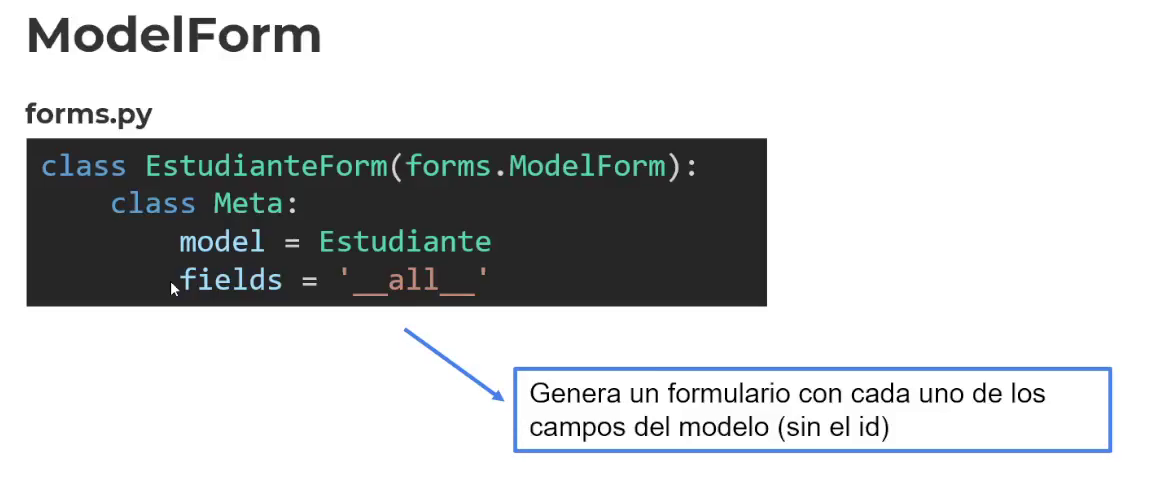 ModelForm
forms.py
class EstudianteForm(forms.ModelForm):
    class Meta:
        model = Estudiante
        fields = '__all__'
Genera un formulario con cada uno de los
campos del modelo (sin el id)